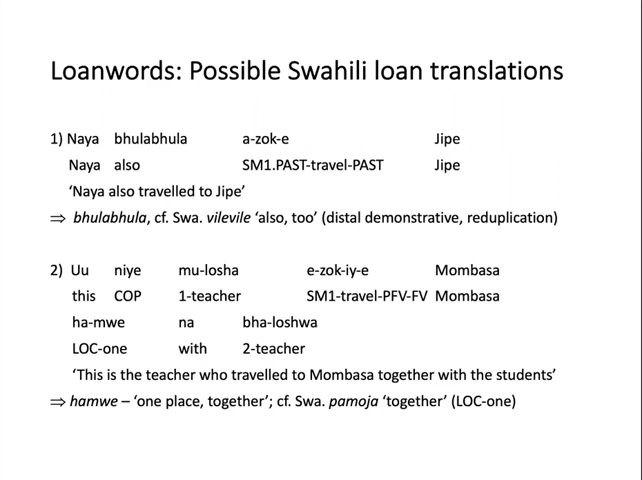 Loanwords: Possible Swahili loan translations
1) Naya bhulabhula a-zok-e Jipe
Naya also SM1.PAST-travel-PAST Jipe
‘Naya also travelled to Jipe’
⇒ bhulabhula, cf. Swa. vilevile ‘also, too’ (distal demonstrative, reduplication)
2) Uu niye mu-losha e-zok-iy-e Mombasa
this COP 1-teacher SM1-travel-PFV-FV Mombasa
ha-mwe na bha-loshwa
LOC-one with 2-teacher
‘This is the teacher who travelled to Mombasa together with the students’
⇒ hamwe – ‘one place, together’; cf. Swa. pamoja ‘together’ (LOC-one)